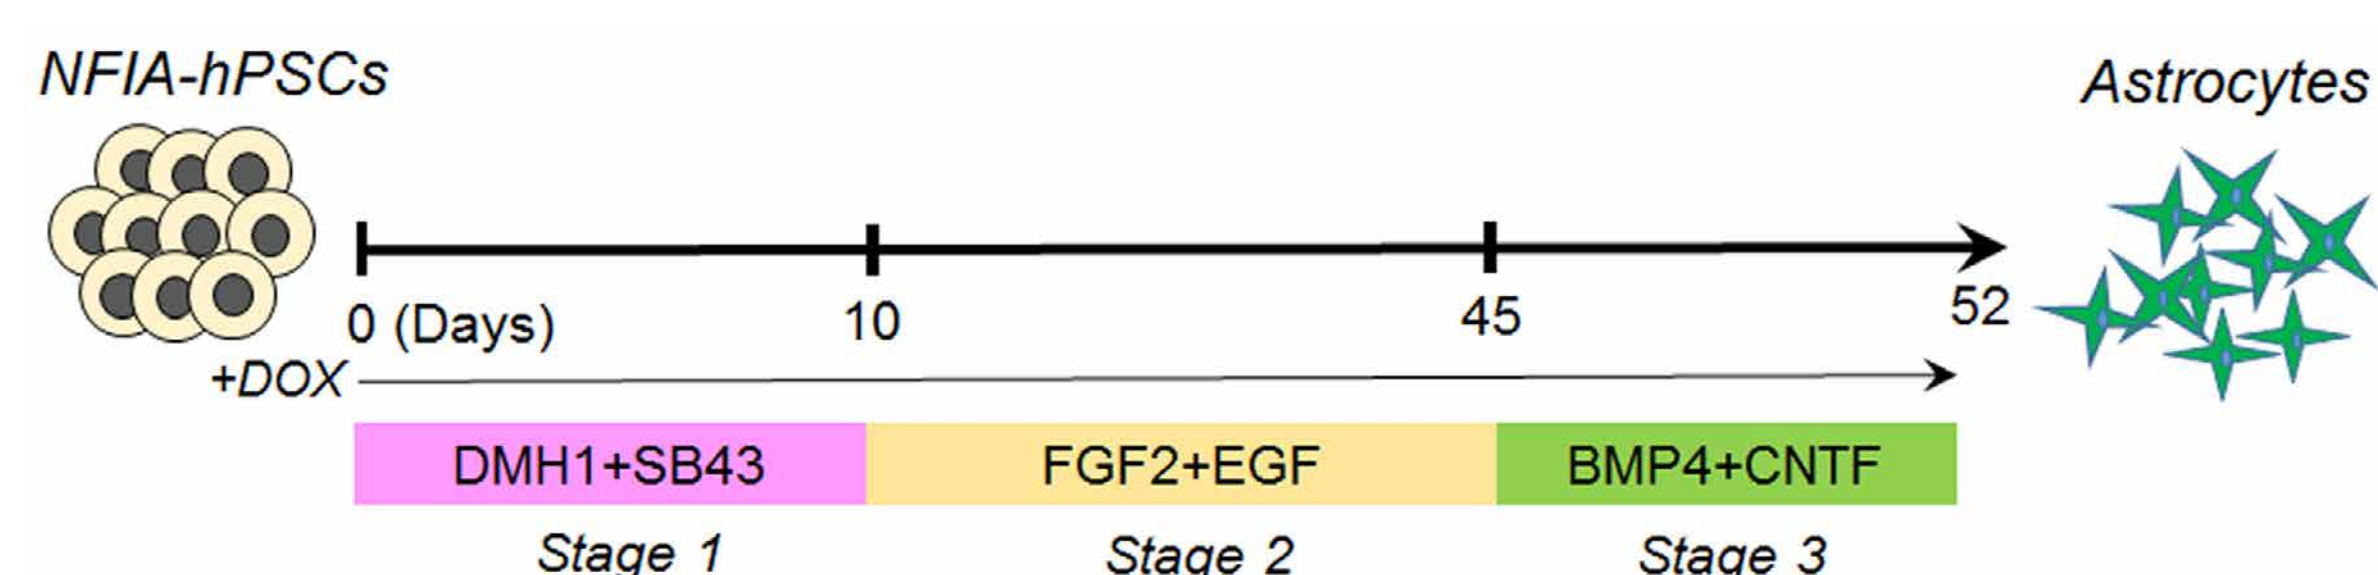 NFIA-hPSCs
Astrocytes
0 (Days)
10
45
52
+DOX
DMH1+SB43
FGF2+EGF
BMP4+CNTF
Stage 1
Stage 2
Stage 3